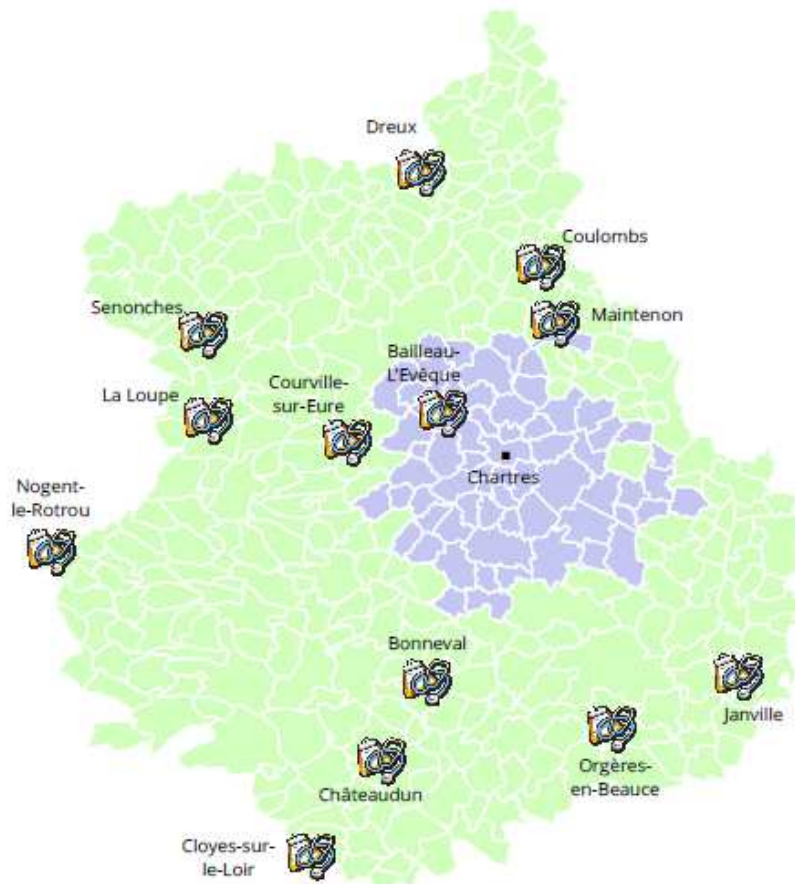 Dreux
Coulombs
Senonches
Maintenon
Bailleau-
L'Evêque
La Loupe
Courville-
sur-Eure
Chartres
Nogent-
le-Rotrou
Bonneval
Janville
Orgères-
en-Beauce
Châteaudun
Cloyes-sur-
le-Loir